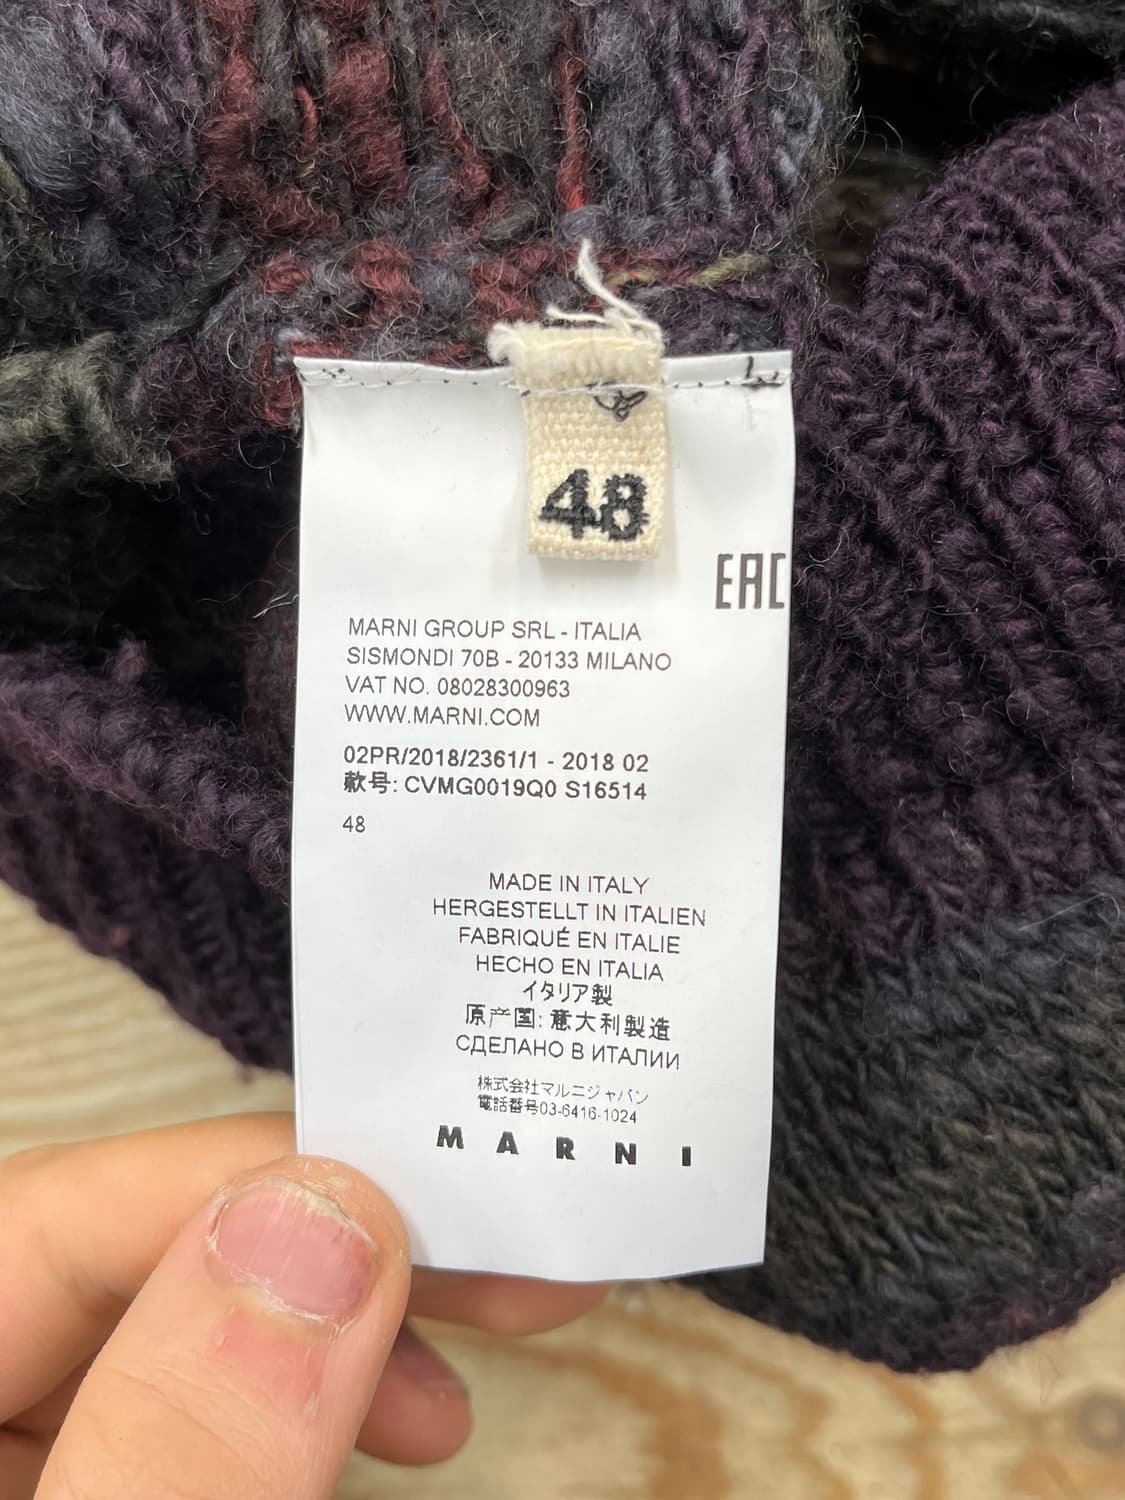 48
EAC
MARNI GROUP SRL - ITALIA
SISMONDI 70B - 20133 MILANO
VAT NO. 08028300963
WWW.MARNI.COM
02PR/2018/2361/1 - 2018 02
款号: CVMG0019Q0 S16514
48
MADE IN ITALY
HERGESTELLT IN ITALIEN
FABRIQUÉ EN ITALIE
HECHO EN ITALIA
イタリア製
原产国: 意大利製造
СДЕЛАНО В ИТАЛИИ
株式会社マルニジャパン
電話番号03-6416-1024
MARNI